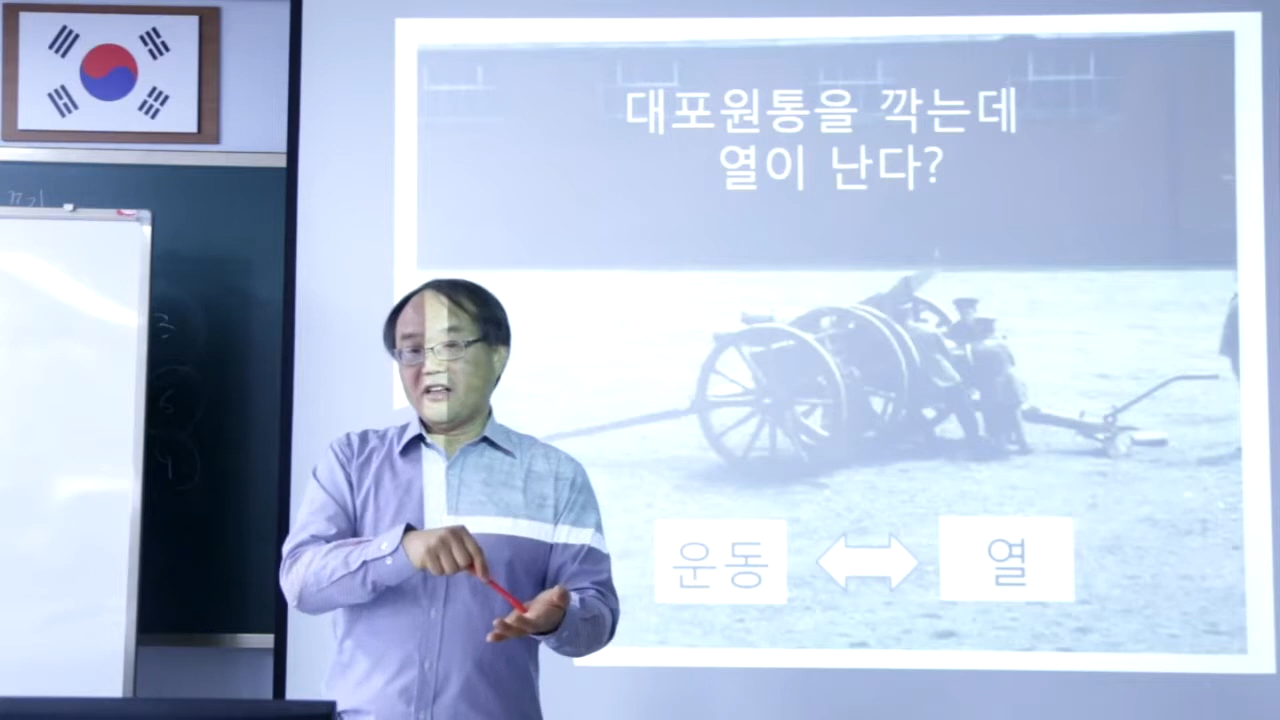 대포원통을 깍는데
열이 난다?
운동
열